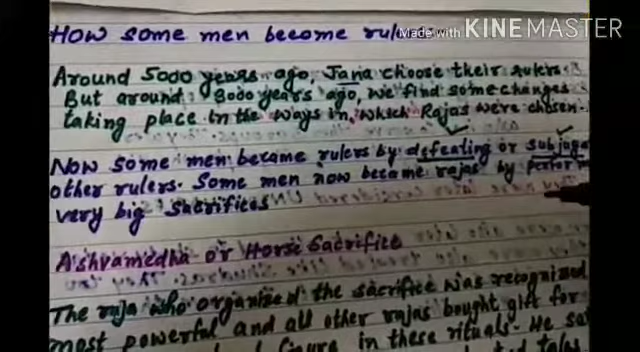 How some men become rulers
Made with KINEMASTER
Around 5000 years ago, Jana choose their rulers.
But around 3000 years ago, we find some changes
taking place in the ways in which Rajas were chosen.
Now some men became rulers by defeating or subjuga
other rulers. Some men now became rajas by perfor
very big sacrifices
Ashvamedha or Horse Sacrifice
The raja who organised the sacrifice was recognized
most powerful and all other rajas bought gift for
figure in these rituals. He sat